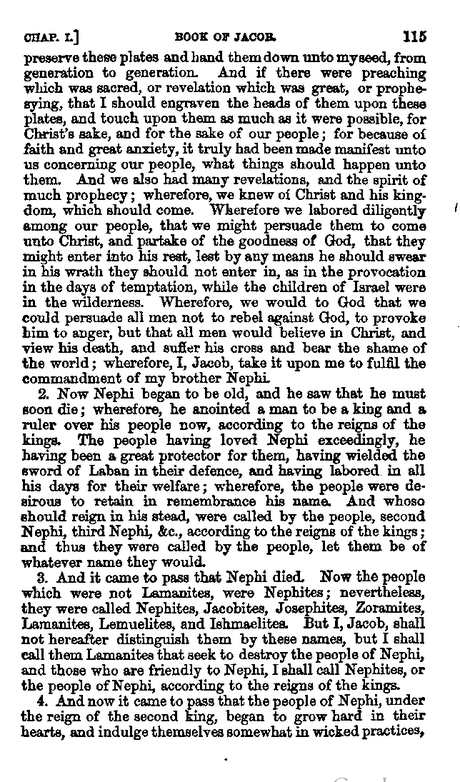 CHAP. I.] BOOK OF JACOB. 115
preserve these plates and hand them down unto my seed, from
generation to generation. And if there were preaching
which was sacred, or revelation which was great, or prophe-
sying, that I should engraven the heads of them upon these
plates, and touch upon them as much as it were possible, for
Christ's sake, and for the sake of our people; for because of
faith and great anxiety, it truly had been made manifest unto
us concerning our people, what things should happen unto
them. And we also had many revelations, and the spirit of
much prophecy; wherefore, we knew of Christ and his king-
dom, which should come. Wherefore we labored diligently
among our people, that we might persuade them to come
unto Christ, and partake of the goodness of God, that they
might enter into his rest, lest by any means he should swear
in his wrath they should not enter in, as in the provocation
in the days of temptation, while the children of Israel were
in the wilderness. Wherefore, we would to God that we
could persuade all men not to rebel against God, to provoke
him to anger, but that all men would believe in Christ, and
view his death, and suffer his cross and bear the shame of
the world; wherefore, I, Jacob, take it upon me to fulfil the
commandment of my brother Nephi.
2. Now Nephi began to be old, and he saw that he must
soon die; wherefore, he anointed a man to be a king and a
ruler over his people now, according to the reigns of the
kings. The people having loved Nephi exceedingly, he
having been a great protector for them, having wielded the
sword of Laban in their defence, and having labored in all
his days for their welfare; wherefore, the people were de-
sirous to retain in remembrance his name. And whoso
should reign in his stead, were called by the people, second
Nephi, third Nephi, &c., according to the reigns of the kings;
and thus they were called by the people, let them be of
whatever name they would.
3. And it came to pass that Nephi died. Now the people
which were not Lamanites, were Nephites; nevertheless,
they were called Nephites, Jacobites, Josephites, Zoramites,
Lamanites, Lemuelites, and Ishmaelites. But I, Jacob, shall
not hereafter distinguish them by these names, but I shall
call them Lamanites that seek to destroy the people of Nephi,
and those who are friendly to Nephi, I shall call Nephites, or
the people of Nephi, according to the reigns of the kings.
4. And now it came to pass that the people of Nephi, under
the reign of the second king, began to grow hard in their
hearts, and indulge themselves somewhat in wicked practices,